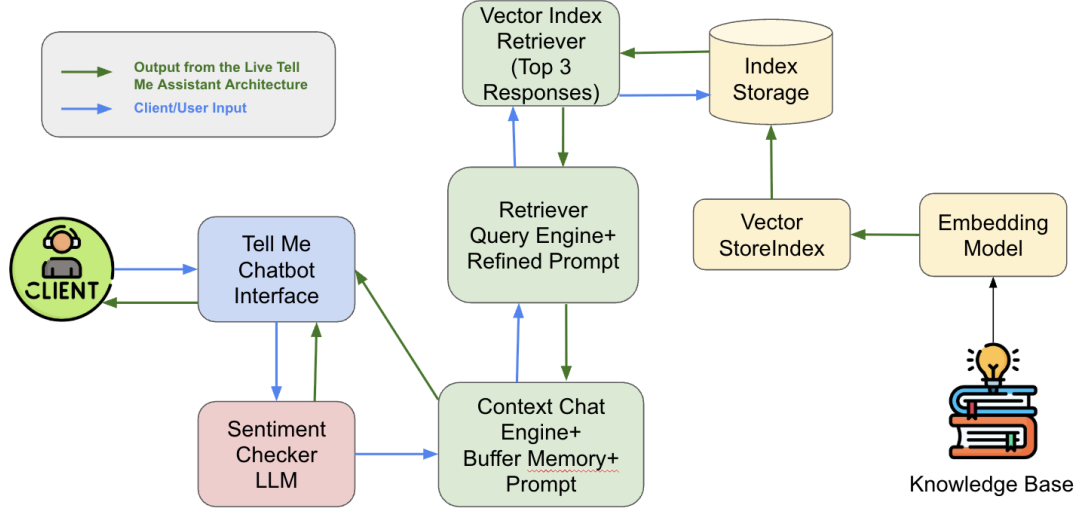 Output from the Live Tell
Me Assistant Architecture
Client/User Input
CLIENT
Tell Me
Chatbot
Interface
Sentiment
Checker
LLM
Vector Index
Retriever
(Top 3
Responses)
Retriever
Query Engine+
Refined Prompt
Context Chat
Engine+
Buffer Memory+
Prompt
Index
Storage
Vector
StoreIndex
Embedding
Model
Knowledge Base